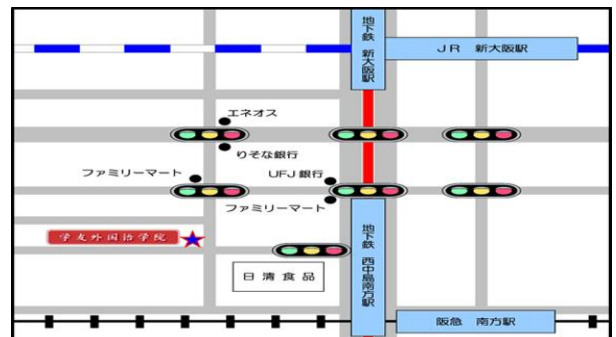 地下鉄 新大阪駅
JR 新大阪駅
エネオス
りそな銀行
ファミリーマート
UFJ 銀行
ファミリーマート
学友外国语学院
日清食品
地下鉄 西中島南方駅
阪急 南方駅